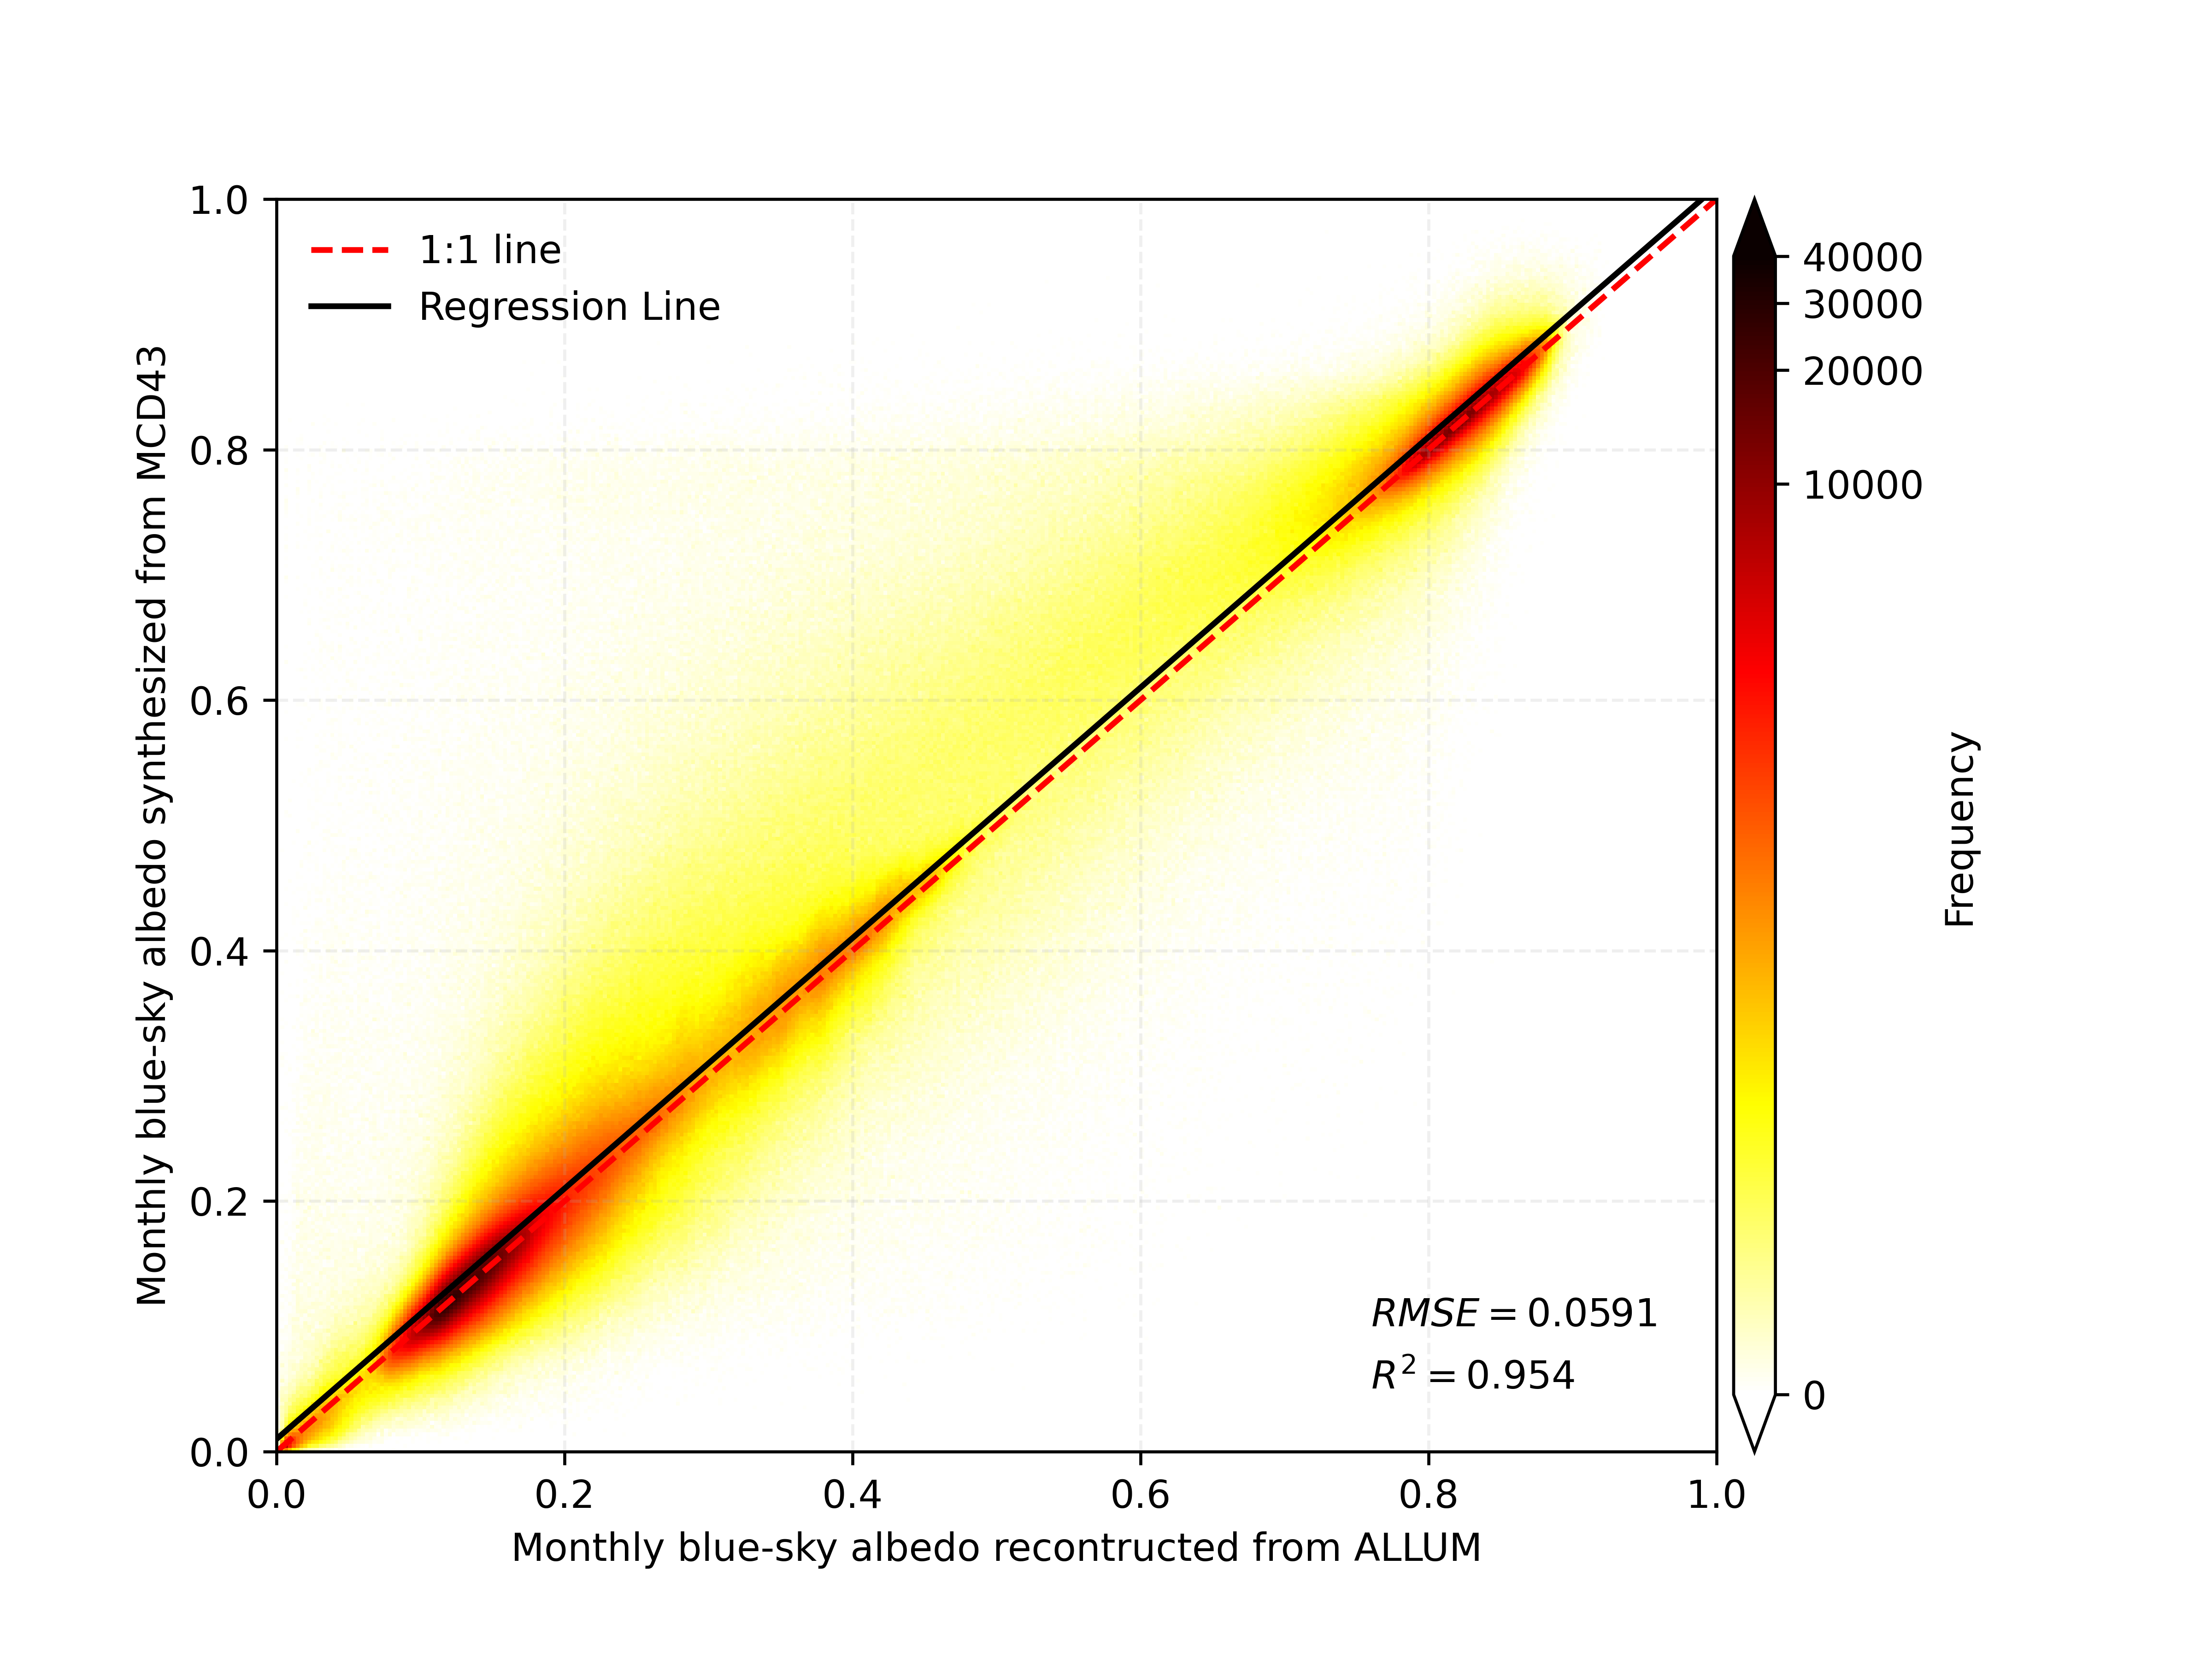 1:1 line
Regression Line
Monthly blue-sky albedo synthesized from MCD43
1.0
0.8
0.6
0.4
0.2
0.0
0.0 0.2 0.4 0.6 0.8 1.0
Monthly blue-sky albedo recontructed from ALLUM
RMSE = 0.0591
R² = 0.954
40000
30000
20000
10000
0
Frequency